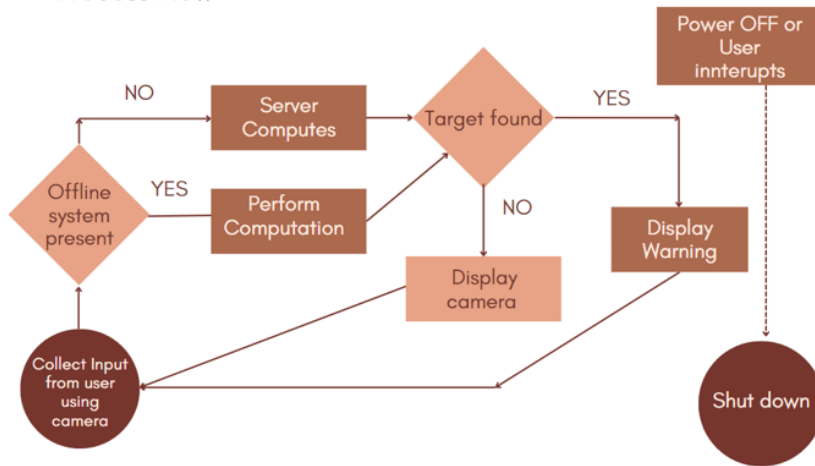 Power OFF or
User
innterupts
NO
Server
Computes
Target found
YES
Offline
system
present
YES
Perform
Computation
NO
Display
Warning
Display
camera
Collect Input
from user
using
camera
Shut down